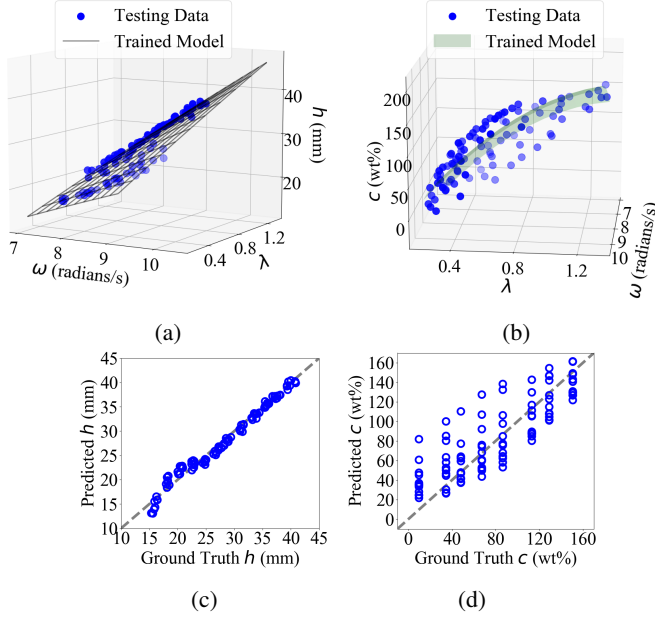 Testing Data
Trained Model
h (mm)
40
30
20
7
8
9
10
ω (radians/s)
0.4
0.8
1.2
λ
(a)
Testing Data
Trained Model
c (wt%)
200
150
100
50
0
0.4
0.8
1.2
λ
7
8
9
10
ω (radians/s)
(b)
Predicted h (mm)
45
40
35
30
25
20
15
10
10 15 20 25 30 35 40 45
Ground Truth h (mm)
(c)
Predicted c (wt%)
160
140
120
100
80
60
40
20
0
0 40 80 120 160
Ground Truth c (wt%)
(d)